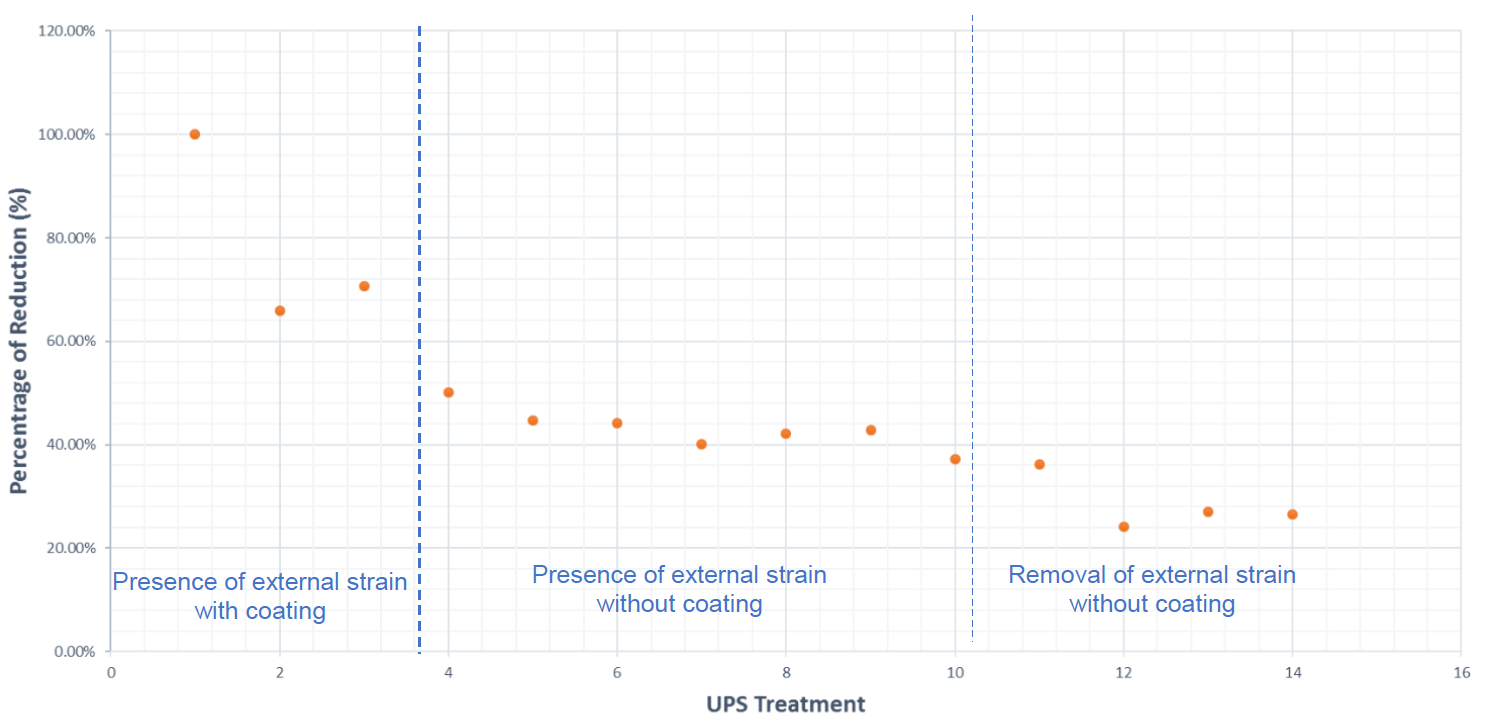 120.00%
100.00%
80.00%
60.00%
40.00%
20.00%
0.00%
Percentrage of Reduction (%)
Presence of external strain
with coating
Presence of external strain
without coating
Removal of external strain
without coating
0 2 4 6 8 10 12 14 16
UPS Treatment